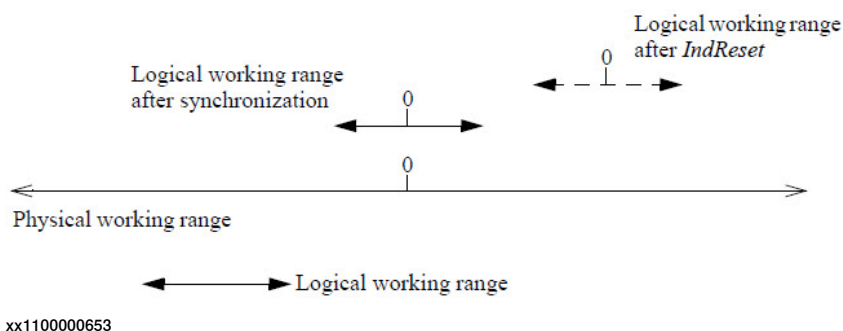 Logical working range
after IndReset
0
Logical working range
after synchronization
0
0
Physical working range
Logical working range
xx1100000653